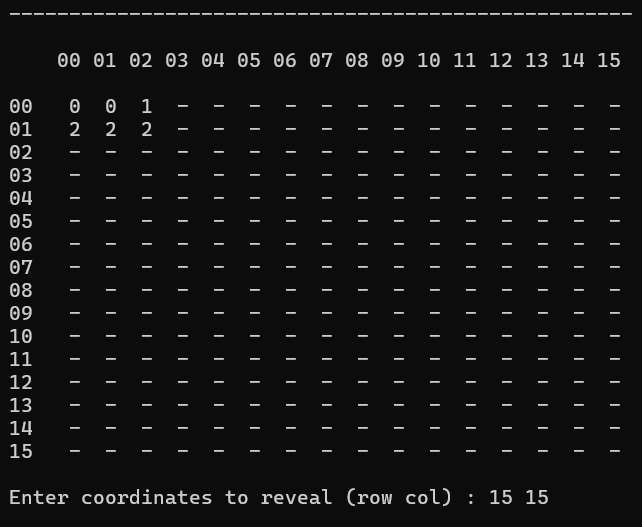 ----------------------------------------------------
00 01 02 03 04 05 06 07 08 09 10 11 12 13 14 15
00 0 0 1 - - - - - - - - - - - - -
01 2 2 2 - - - - - - - - - - - - -
02 - - - - - - - - - - - - - - - -
03 - - - - - - - - - - - - - - - -
04 - - - - - - - - - - - - - - - -
05 - - - - - - - - - - - - - - - -
06 - - - - - - - - - - - - - - - -
07 - - - - - - - - - - - - - - - -
08 - - - - - - - - - - - - - - - -
09 - - - - - - - - - - - - - - - -
10 - - - - - - - - - - - - - - - -
11 - - - - - - - - - - - - - - - -
12 - - - - - - - - - - - - - - - -
13 - - - - - - - - - - - - - - - -
14 - - - - - - - - - - - - - - - -
15 - - - - - - - - - - - - - - - -
Enter coordinates to reveal (row col) : 15 15